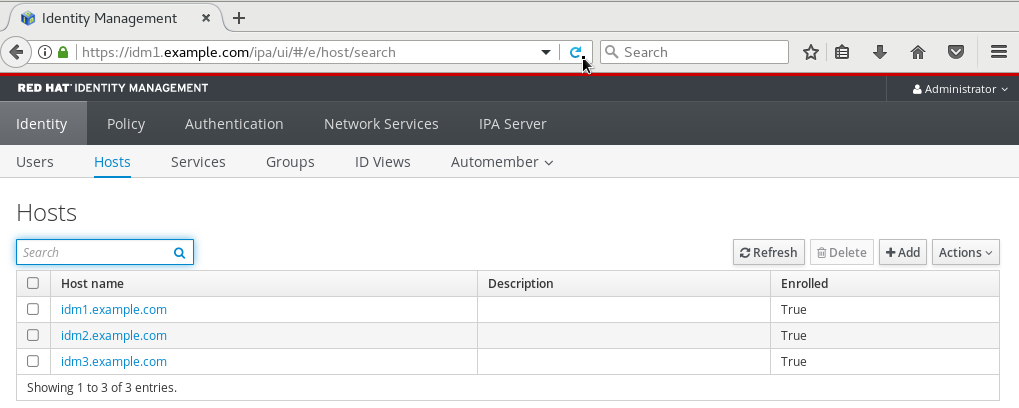 Identity Management
https://idm1.example.com/ipa/ui/#/e/host/search
Search
RED HAT IDENTITY MANAGEMENT
Administrator
Identity Policy Authentication Network Services IPA Server
Users Hosts Services Groups ID Views Automember
Hosts
Search
Refresh Delete Add Actions
Host name Description Enrolled
idm1.example.com True
idm2.example.com True
idm3.example.com True
Showing 1 to 3 of 3 entries.